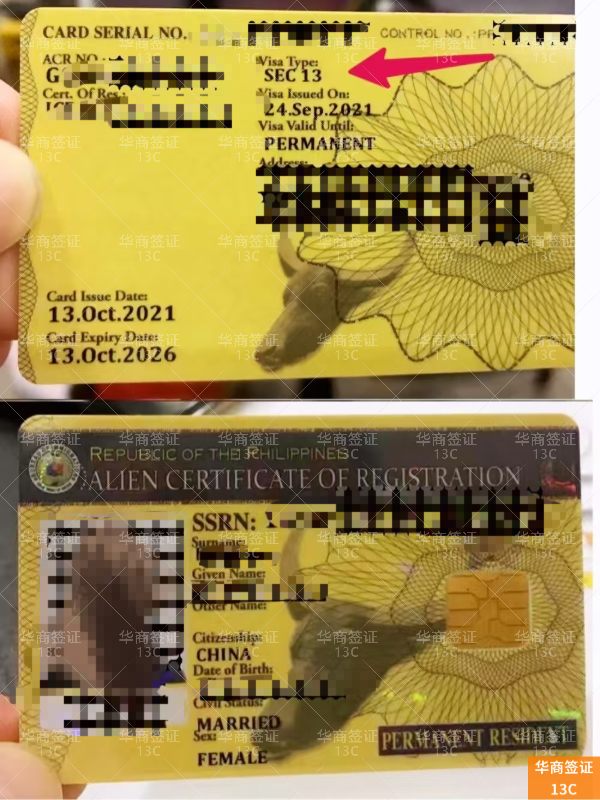 CARD SERIAL NO.
CONTROL NO. :PR
ACR NO.:
G
Cert. Of Res.:
Visa Type:
SEC 13
Visa Issued On:
24.Sep.2021
Visa Valid Until:
PERMANENT
Address:
Card Issue Date:
13.Oct.2021
Card Expiry Date:
13.Oct.2026
REPUBLIC OF THE PHILIPPINES
ALIEN CERTIFICATE OF REGISTRATION
SSRN:
Surname:
Given Name:
Other Name:
Citizenship:
CHINA
Date of Birth:
Civil Status:
MARRIED
Sex:
FEMALE
PERMANENT RESIDENT
华商签证
13C